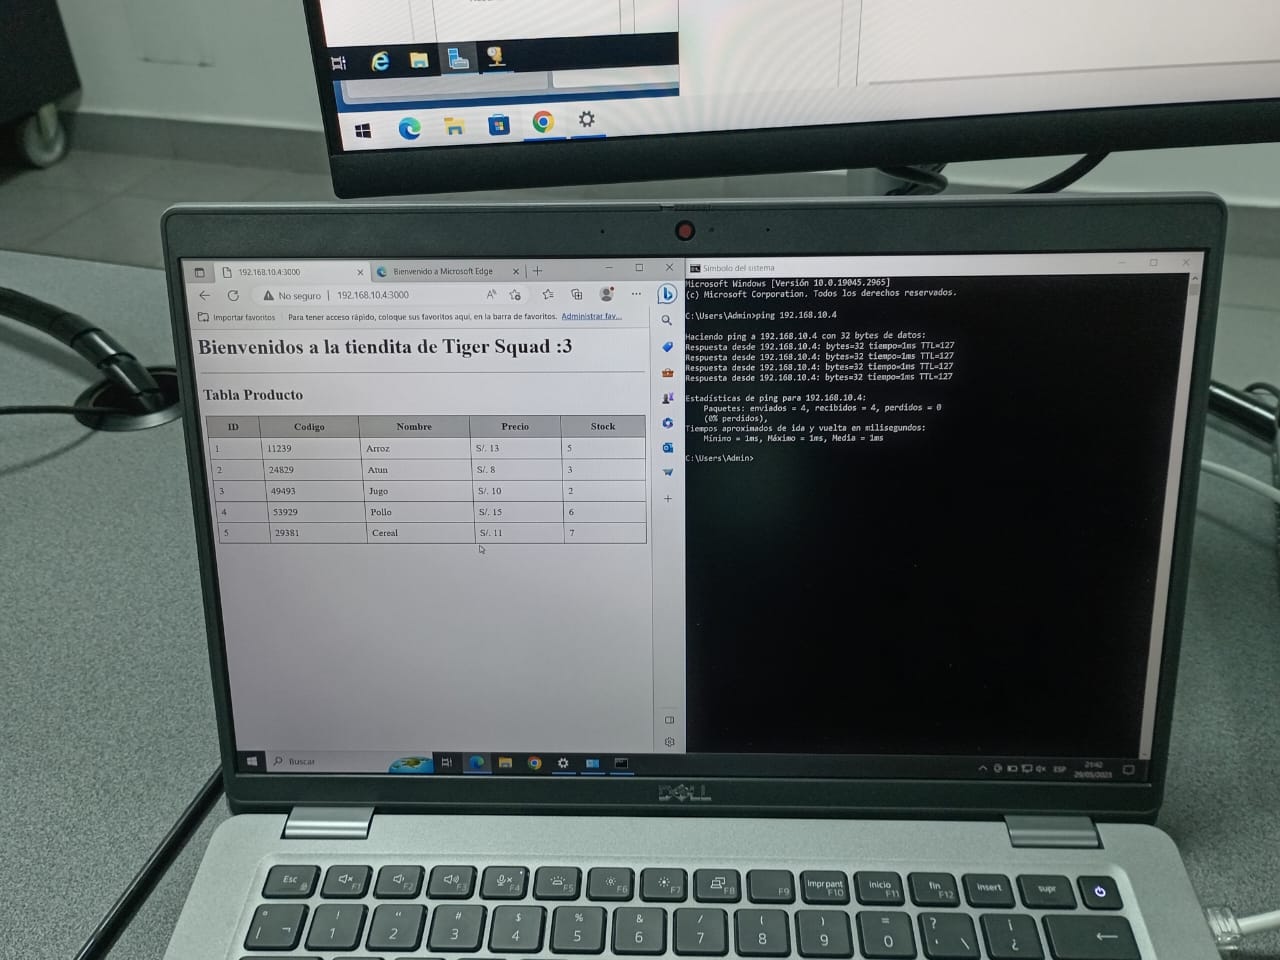 192.168.10.4:3000
Bienvenido a Microsoft Edge
No seguro
192.168.10.4:3000
Importar favoritos
Para tener acceso rápido, coloque sus favoritos aquí, en la barra de favoritos. Administrar fav...
Bienvenidos a la tiendita de Tiger Squad :3
Tabla Producto
ID Codigo Nombre Precio Stock
1 11239 Arroz S/. 13 5
2 24829 Atun S/. 8 3
3 49493 Jugo S/. 10 2
4 53929 Pollo S/. 15 6
5 29381 Cereal S/. 11 7
Buscar
Símbolo del sistema
Microsoft Windows [Versión 10.0.19045.2965]
(c) Microsoft Corporation. Todos los derechos reservados.
C:\Users\Admin>ping 192.168.10.4
Haciendo ping a 192.168.10.4 con 32 bytes de datos:
Respuesta desde 192.168.10.4: bytes=32 tiempo=1ms TTL=127
Respuesta desde 192.168.10.4: bytes=32 tiempo=1ms TTL=127
Respuesta desde 192.168.10.4: bytes=32 tiempo=1ms TTL=127
Respuesta desde 192.168.10.4: bytes=32 tiempo=1ms TTL=127
Estadísticas de ping para 192.168.10.4:
Paquetes: enviados = 4, recibidos = 4, perdidos = 0
(0% perdidos),
Tiempos aproximados de ida y vuelta en milisegundos:
Mínimo = 1ms, Máximo = 1ms, Media = 1ms
C:\Users\Admin>
ESP
21:42
29/05/2023
DELL
Esc F1 F2 F3 F4 F5 F6 F7 F8 F9 impr pant F10 inicio F11 fin F12 insert supr
! " # $ % & / ( ) = ?
1 2 3 4 5 6 7 8 9 0 ' \ ¿